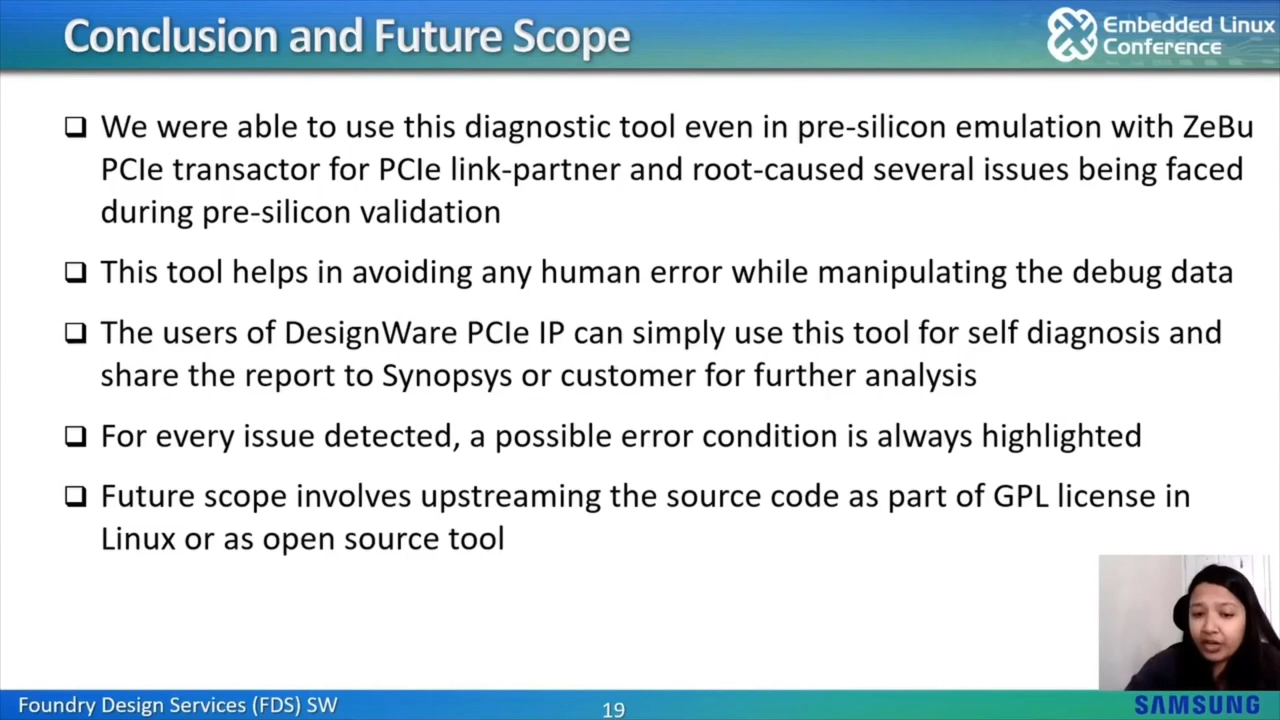 Conclusion and Future Scope
Embedded Linux
Conference
❑ We were able to use this diagnostic tool even in pre-silicon emulation with ZeBu
PCIe transactor for PCIe link-partner and root-caused several issues being faced
during pre-silicon validation
❑ This tool helps in avoiding any human error while manipulating the debug data
❑ The users of DesignWare PCIe IP can simply use this tool for self diagnosis and
share the report to Synopsys or customer for further analysis
❑ For every issue detected, a possible error condition is always highlighted
❑ Future scope involves upstreaming the source code as part of GPL license in
Linux or as open source tool
Foundry Design Services (FDS) SW
19
SAMSUNG